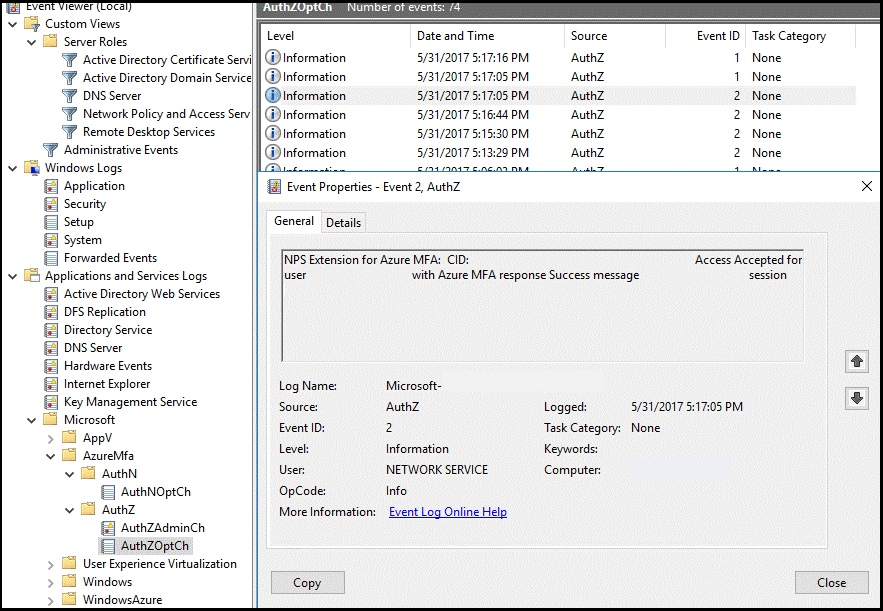 Event Viewer (Local)
Custom Views
Server Roles
Active Directory Certificate Servi
Active Directory Domain Service
DNS Server
Network Policy and Access Serv
Remote Desktop Services
Administrative Events
Windows Logs
Application
Security
Setup
System
Forwarded Events
Applications and Services Logs
Active Directory Web Services
DFS Replication
Directory Service
DNS Server
Hardware Events
Internet Explorer
Key Management Service
Microsoft
AppV
AzureMfa
AuthN
AuthNOptCh
AuthZ
AuthZAdminCh
AuthZOptCh
User Experience Virtualization
Windows
WindowsAzure
AuthZOptCh Number of events: 74
Level Date and Time Source Event ID Task Category
Information 5/31/2017 5:17:16 PM AuthZ 1 None
Information 5/31/2017 5:17:05 PM AuthZ 1 None
Information 5/31/2017 5:17:05 PM AuthZ 2 None
Information 5/31/2017 5:16:44 PM AuthZ 2 None
Information 5/31/2017 5:15:30 PM AuthZ 2 None
Information 5/31/2017 5:13:29 PM AuthZ 2 None
Event Properties - Event 2, AuthZ
General Details
NPS Extension for Azure MFA: CID: Access Accepted for
user with Azure MFA response Success message session
Log Name: Microsoft-
Source: AuthZ Logged: 5/31/2017 5:17:05 PM
Event ID: 2 Task Category: None
Level: Information Keywords:
User: NETWORK SERVICE Computer:
OpCode: Info
More Information: Event Log Online Help
Copy Close